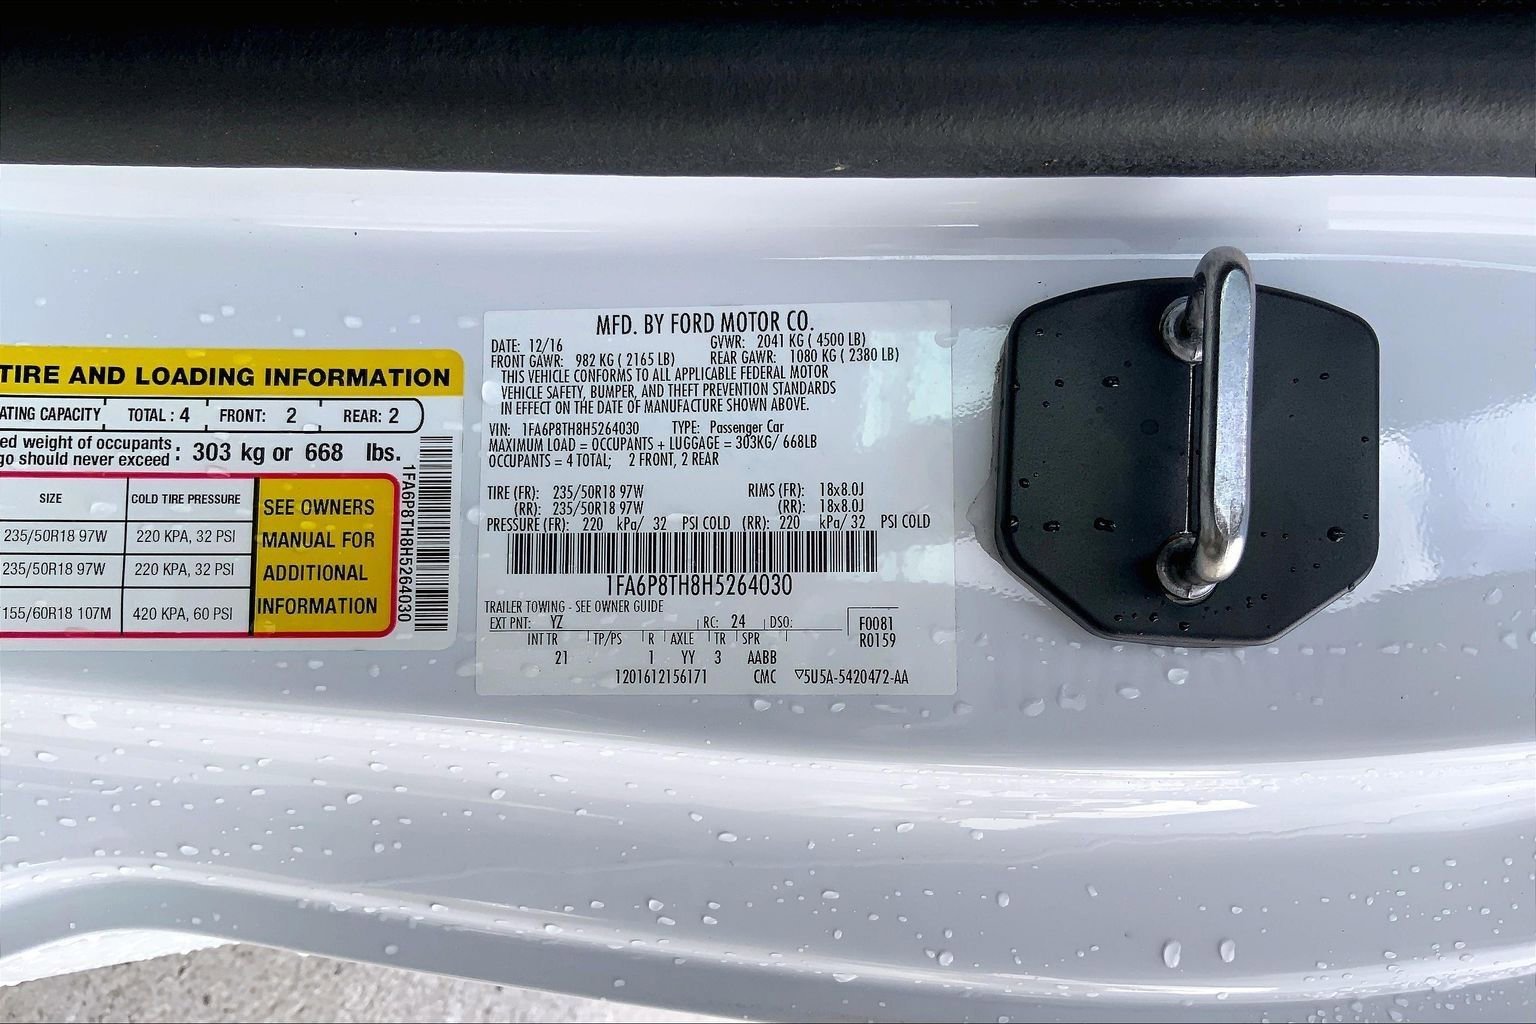 TIRE AND LOADING INFORMATION
ATING CAPACITY TOTAL : 4 FRONT: 2 REAR: 2
ed weight of occupants : 303 kg or 668 lbs.
go should never exceed
SIZE COLD TIRE PRESSURE
235/50R18 97W 220 KPA, 32 PSI
235/50R18 97W 220 KPA, 32 PSI
155/60R18 107M 420 KPA, 60 PSI
SEE OWNERS
MANUAL FOR
ADDITIONAL
INFORMATION
1FA6P8TH8H5264030
MFD. BY FORD MOTOR CO.
DATE: 12/16 GVWR: 2041 KG ( 4500 LB)
FRONT GAWR: 982 KG ( 2165 LB) REAR GAWR: 1080 KG ( 2380 LB)
THIS VEHICLE CONFORMS TO ALL APPLICABLE FEDERAL MOTOR
VEHICLE SAFETY, BUMPER, AND THEFT PREVENTION STANDARDS
IN EFFECT ON THE DATE OF MANUFACTURE SHOWN ABOVE.
VIN: 1FA6P8TH8H5264030 TYPE: Passenger Car
MAXIMUM LOAD = OCCUPANTS + LUGGAGE = 303KG/ 668LB
OCCUPANTS = 4 TOTAL; 2 FRONT, 2 REAR
TIRE (FR): 235/50R18 97W RIMS (FR): 18x8.0J
(RR): 235/50R18 97W (RR): 18x8.0J
PRESSURE (FR): 220 kPa/ 32 PSI COLD (RR): 220 kPa/ 32 PSI COLD
1FA6P8TH8H5264030
TRAILER TOWING - SEE OWNER GUIDE
EXT PNT: YZ RC: 24 DSO: F0081
INT TR TP/PS R AXLE TR SPR R0159
21 1 YY 3 AABB
1201612156171 CMC ▽5U5A-5420472-AA